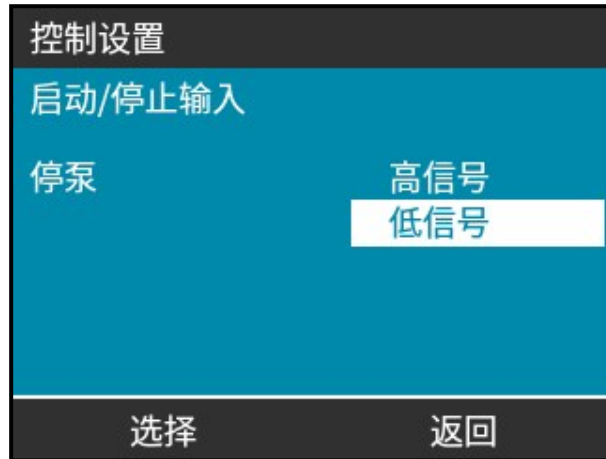 控制设置
启动/停止输入
停泵 高信号
低信号
选择 返回